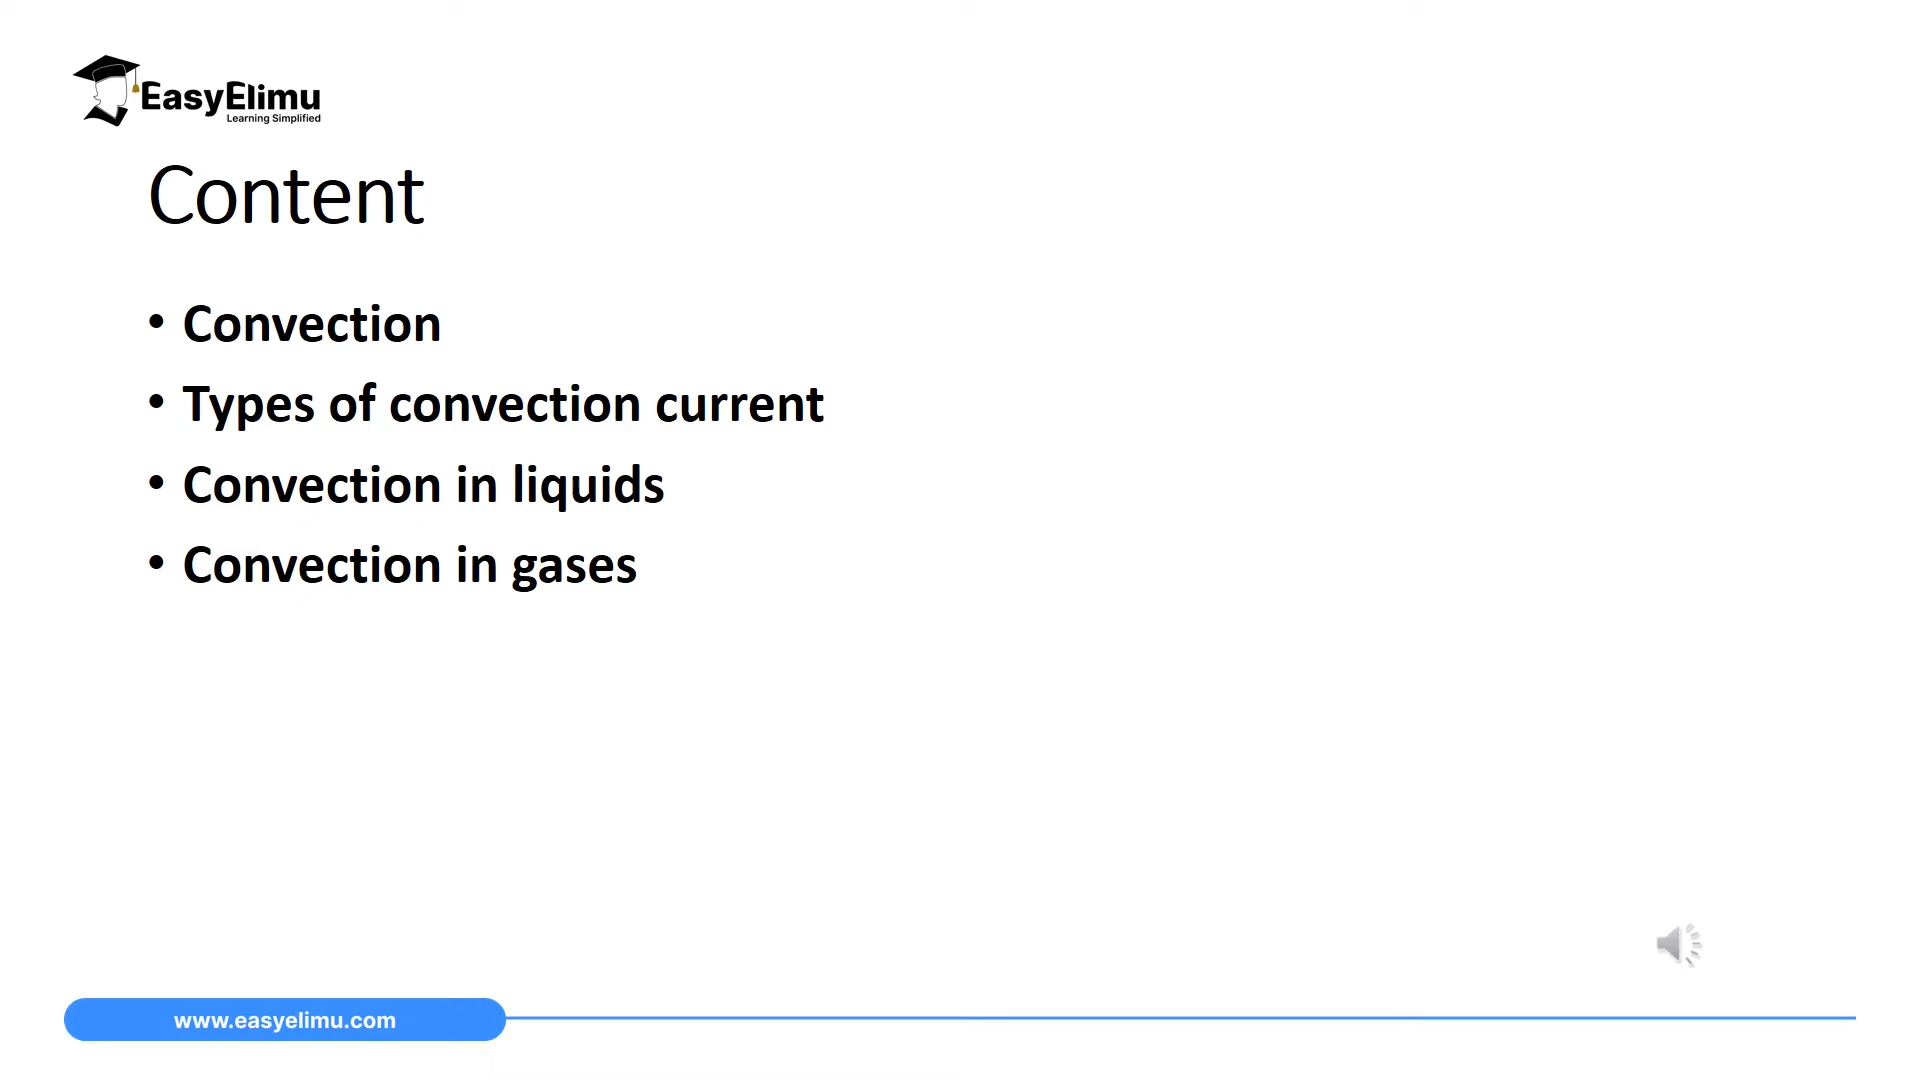 EasyElimu
Learning Simplified
Content
• Convection
• Types of convection current
• Convection in liquids
• Convection in gases
www.easyelimu.com